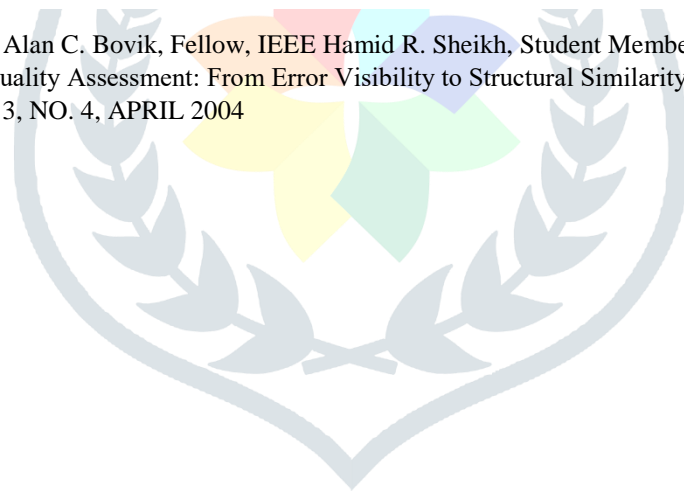 Alan C. Bovik, Fellow, IEEE Hamid R. Sheikh, Student Membe
uality Assessment: From Error Visibility to Structural Similarity
3, NO. 4, APRIL 2004